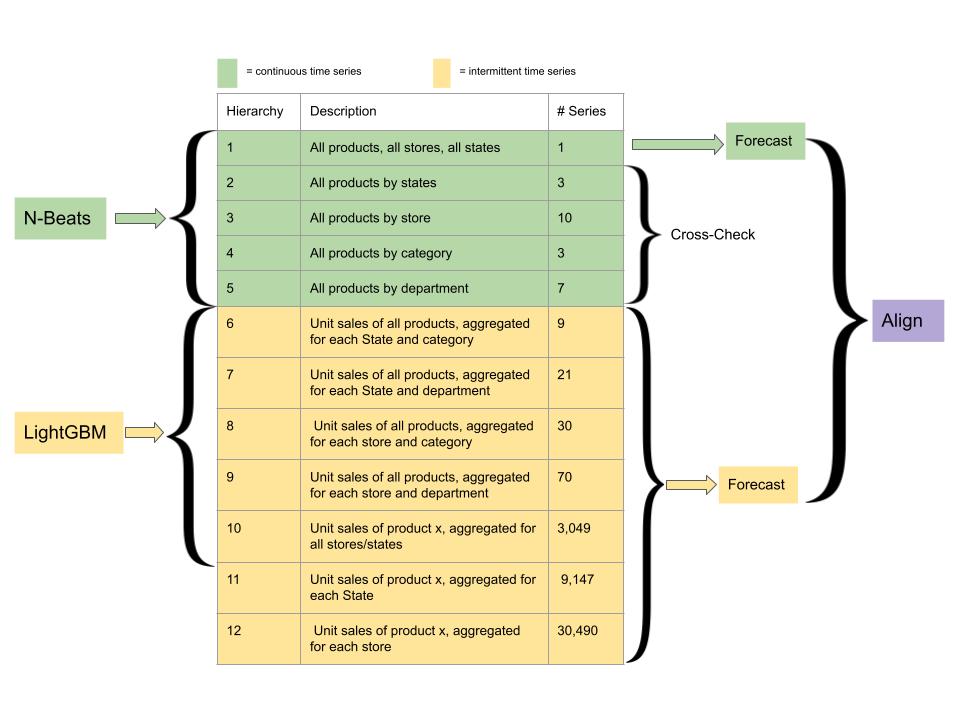 = continuous time series
= intermittent time series
Hierarchy Description # Series
1 All products, all stores, all states 1
Forecast
2 All products by states 3
N-Beats
3 All products by store 10
Cross-Check
4 All products by category 3
5 All products by department 7
6 Unit sales of all products, aggregated 9
for each State and category
Align
7 Unit sales of all products, aggregated 21
for each State and department
LightGBM
8 Unit sales of all products, aggregated 30
for each store and category
9 Unit sales of all products, aggregated 70
for each store and department
Forecast
10 Unit sales of product x, aggregated for 3,049
all stores/states
11 Unit sales of product x, aggregated for 9,147
each State
12 Unit sales of product x, aggregated 30,490
for each store